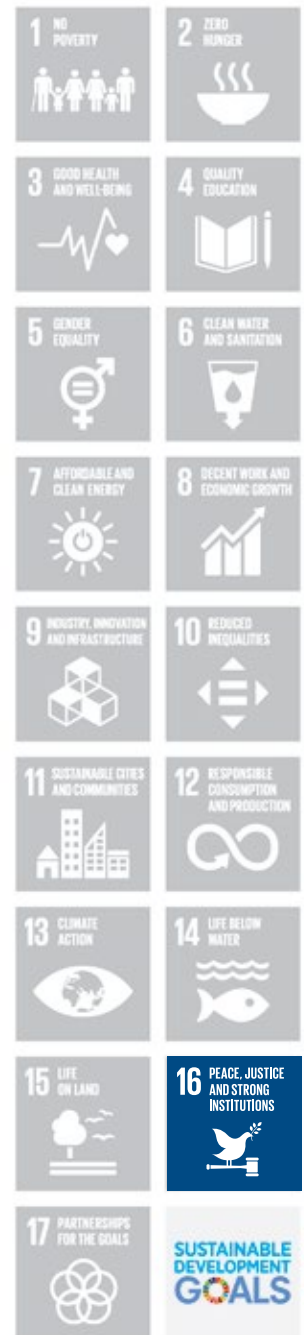 1 NO
POVERTY
2 ZERO
HUNGER
3 GOOD HEALTH
AND WELL-BEING
4 QUALITY
EDUCATION
5 GENDER
EQUALITY
6 CLEAN WATER
AND SANITATION
7 AFFORDABLE AND
CLEAN ENERGY
8 DECENT WORK AND
ECONOMIC GROWTH
9 INDUSTRY, INNOVATION
AND INFRASTRUCTURE
10 REDUCED
INEQUALITIES
11 SUSTAINABLE CITIES
AND COMMUNITIES
12 RESPONSIBLE
CONSUMPTION
AND PRODUCTION
13 CLIMATE
ACTION
14 LIFE BELOW
WATER
15 LIFE
ON LAND
16 PEACE, JUSTICE
AND STRONG
INSTITUTIONS
17 PARTNERSHIPS
FOR THE GOALS
SUSTAINABLE
DEVELOPMENT
GOALS